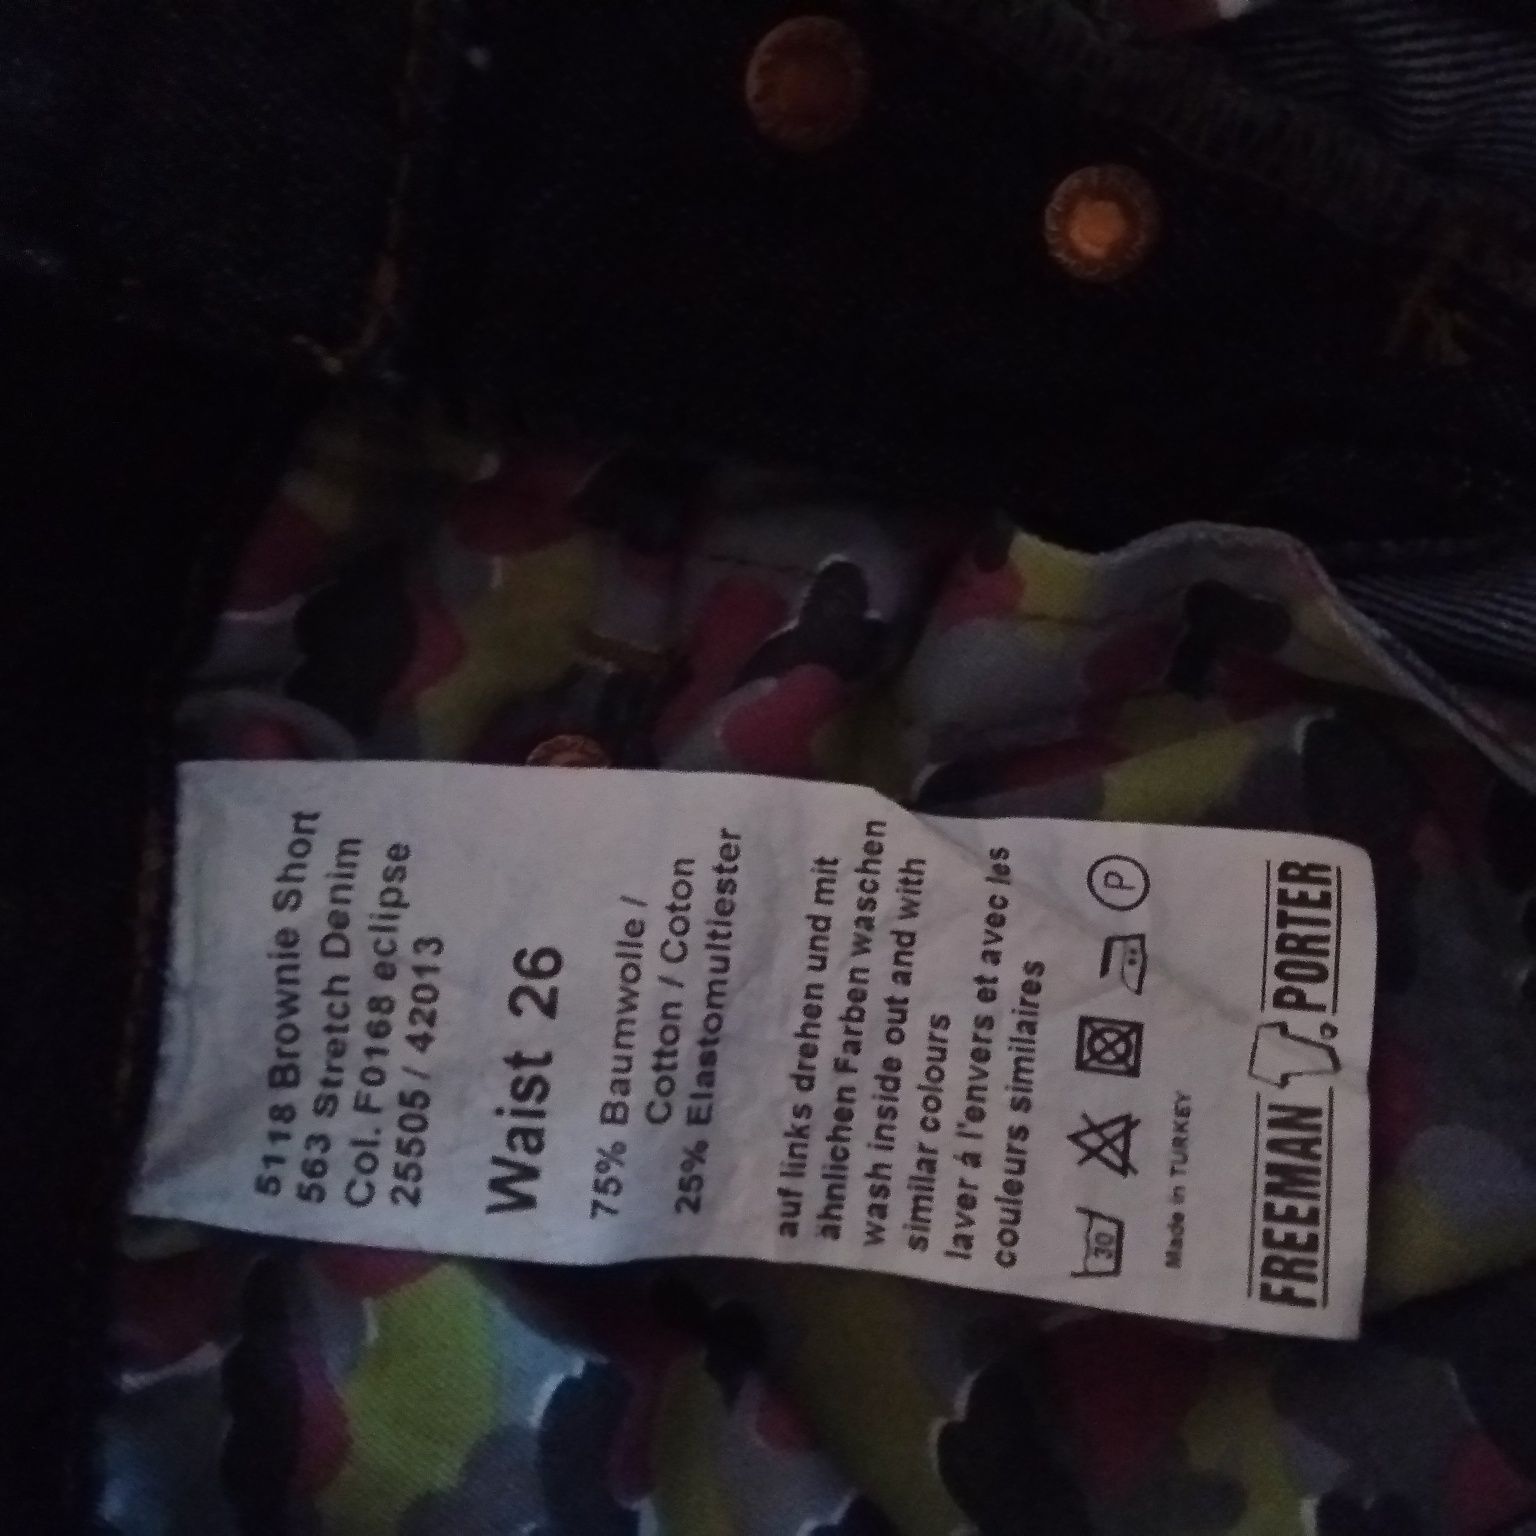 5118 Brownie Short
563 Stretch Denim
Col. F0168 eclipse
25505 / 42013
Waist 26
75% Baumwolle /
Cotton / Coton
25% Elastomultiester
auf links drehen und mit
ähnlichen Farben waschen
wash inside out and with
similar colours
laver á l'envers et avec les
couleurs similaires
30 P
Made in TURKEY
FREEMAN T. PORTER